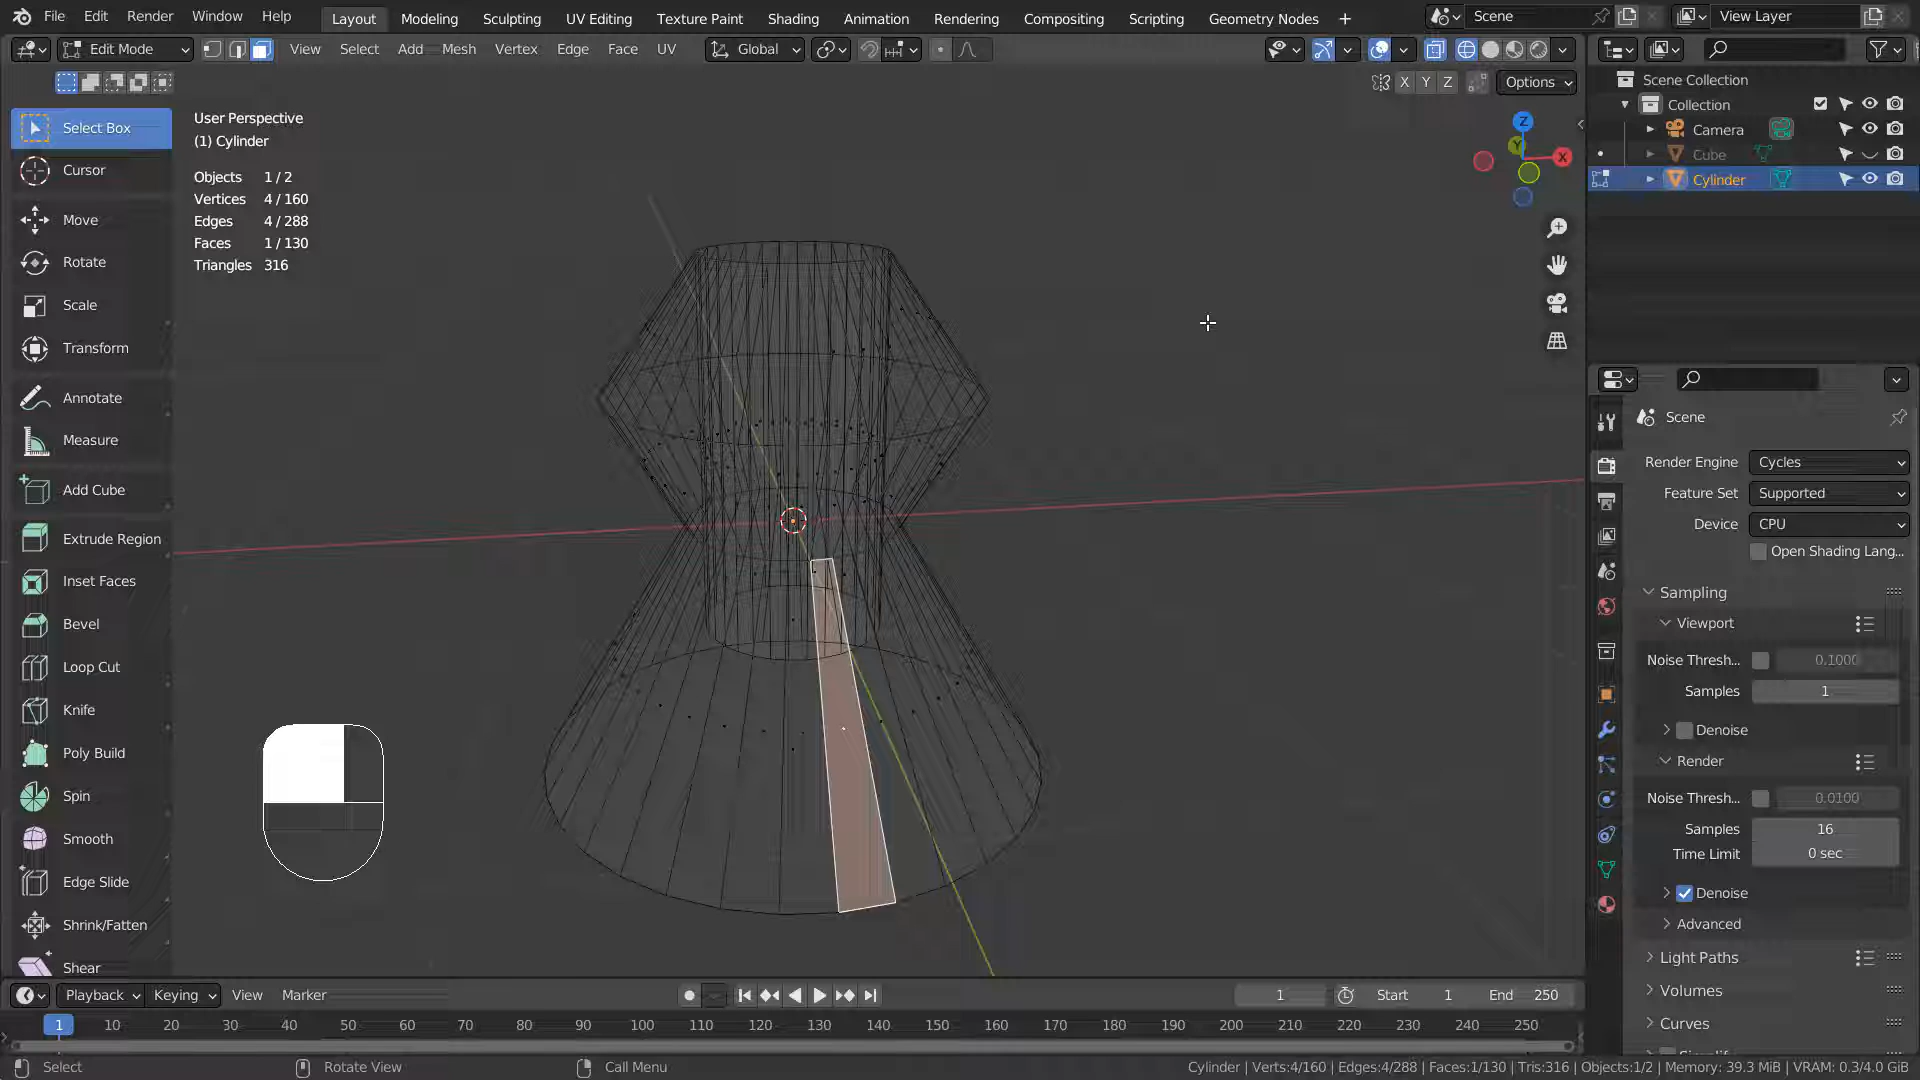 File Edit Render Window Help Layout Modeling Sculpting UV Editing Texture Paint Shading Animation Rendering Compositing Scripting Geometry Nodes + Scene View Layer
Edit Mode View Select Add Mesh Vertex Edge Face UV Global
X Y Z Options
Select Box
Cursor
Move
Rotate
Scale
Transform
Annotate
Measure
Add Cube
Extrude Region
Inset Faces
Bevel
Loop Cut
Knife
Poly Build
Spin
Smooth
Edge Slide
Shrink/Fatten
Shear
User Perspective
(1) Cylinder
Objects 1 / 2
Vertices 4 / 160
Edges 4 / 288
Faces 1 / 130
Triangles 316
Z
Y
X
Scene Collection
Collection
Camera
Cube
Cylinder
Scene
Render Engine Cycles
Feature Set Supported
Device CPU
Open Shading Lang...
Sampling
Viewport
Noise Thresh... 0.1000
Samples 1
Denoise
Render
Noise Thresh... 0.0100
Samples 16
Time Limit 0 sec
Denoise
Advanced
Light Paths
Volumes
Curves
Playback Keying View Marker 1 Start 1 End 250
1 10 20 30 40 50 60 70 80 90 100 110 120 130 140 150 160 170 180 190 200 210 220 230 240 250
Select Rotate View Call Menu Cylinder | Verts:4/160 | Edges:4/288 | Faces:1/130 | Tris:316 | Objects:1/2 | Memory: 39.3 MiB | VRAM: 0.3/4.0 GiB